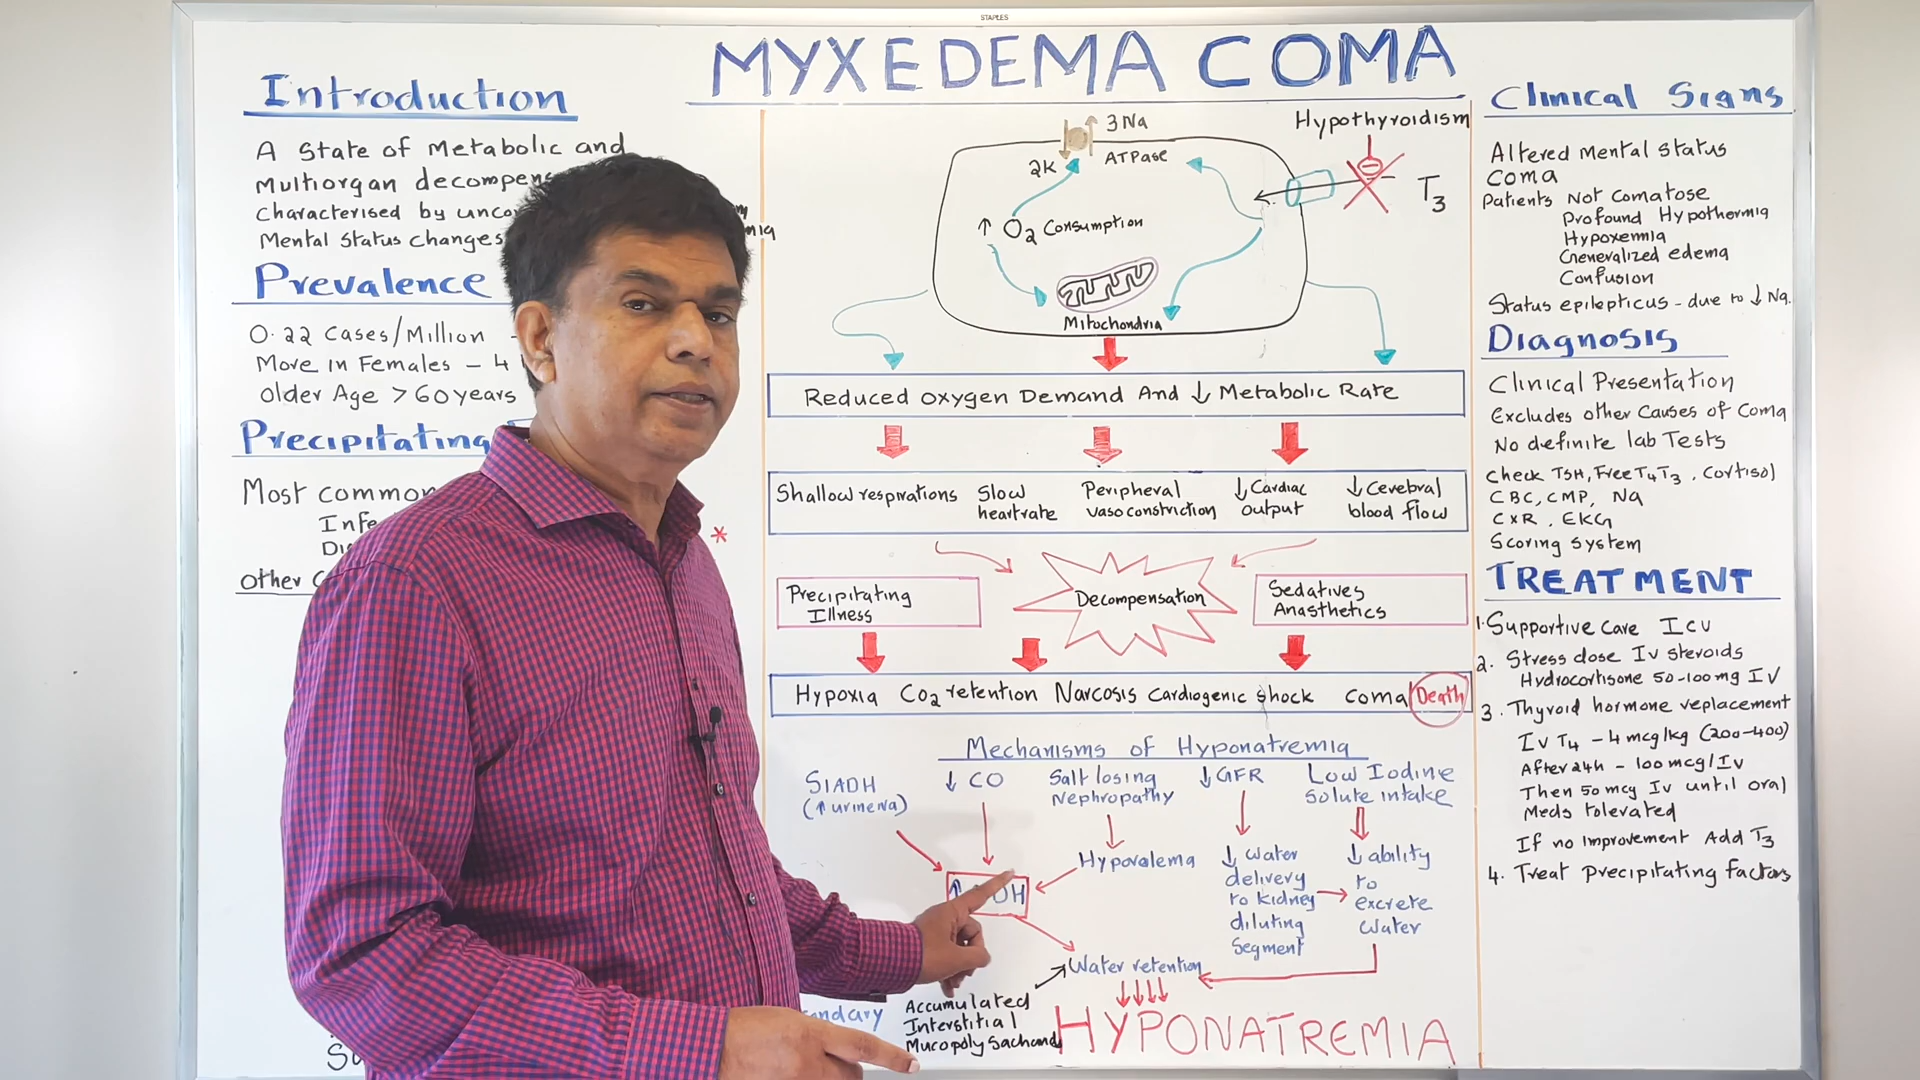 STAPLES
MYXEDEMA COMA
Introduction
A State of Metabolic and
Multiorgan decompens
Characterised by unco
Mental Status changes
Prevalence
0.22 Cases/Million
More in Females – 4
Older Age > 60 years
Precipitating
Most common
Infe
Other C
*
3 Na
2K
ATPase
↑ O2 Consumption
Mitochondria
Hypothyroidism
T3
Reduced Oxygen Demand And ↓ Metabolic Rate
Shallow respirations
Slow
heartrate
Peripheral
vasoconstriction
↓ Cardiac
output
↓ Cerebral
blood flow
Precipitating
Illness
Decompensation
Sedatives
Anasthetics
Hypoxia CO2 retention Narcosis Cardiogenic shock coma Death
Mechanisms of Hyponatremia
SIADH
(↑ urine Na)
↓ CO
Salt losing
Nephropathy
↓ GFR
Low Iodine
Solute intake
Hypovolema
↓ Water
delivery
to kidney
diluting
Segment
↓ ability
to
excrete
Water
Water retention
ndary
Accumulated
Interstitial
Mucopolysachand
HYPONATREMIA
Clinical Signs
Altered Mental Status
Coma
Patients Not Comatose
Profound Hypothermia
Hypoxemia
Generalized edema
Confusion
Status epilepticus - due to ↓ Na.
Diagnosis
Clinical Presentation
Excludes other Causes of Coma
No definite lab Tests
Check TSH, Free T4 T3, Cortisol
CBC, CMP, Na
CXR, EKG
Scoring System
TREATMENT
1. Supportive Care ICU
2. Stress dose IV steroids
Hydrocortisone 50-100mg IV
3. Thyroid hormone replacement
IV T4 – 4 mcg/kg (200-400)
After 24h – 100 mcg/IV
Then 50 mcg IV until oral
Meds tolerated
If no improvement Add T3
4. Treat Precipitating factors